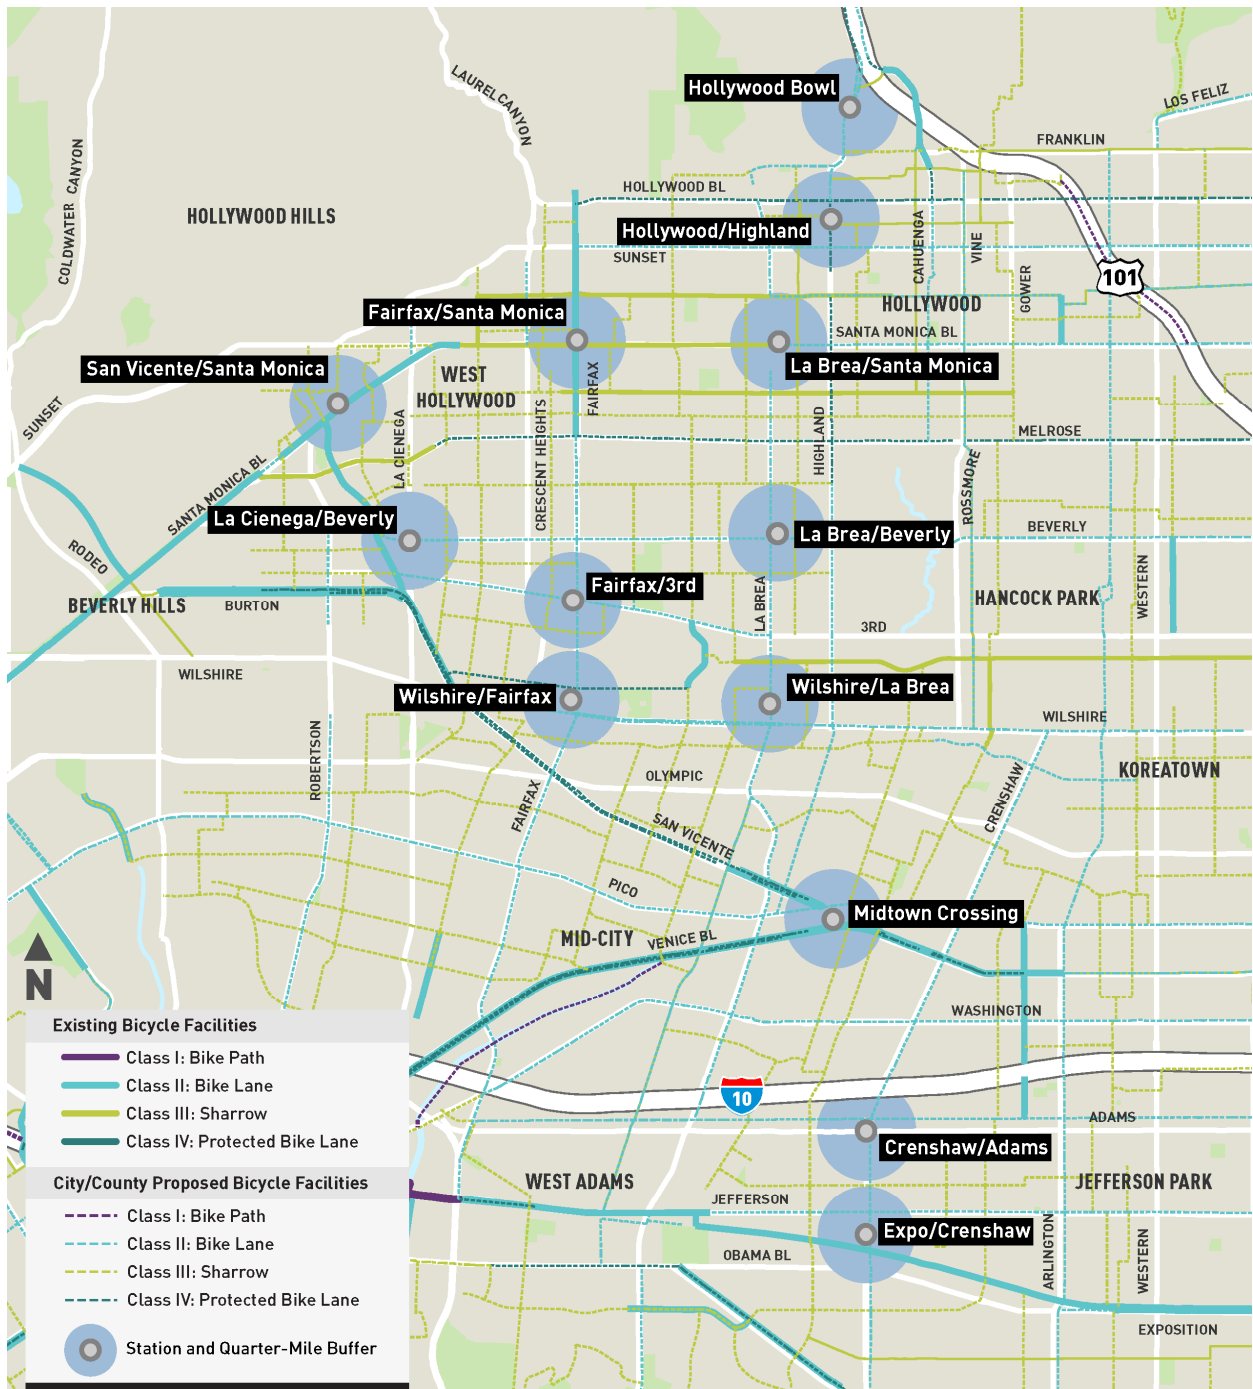 Hollywood Bowl
LAUREL CANYON
LOS FELIZ
FRANKLIN
COLDWATER CANYON
HOLLYWOOD BL
HOLLYWOOD HILLS
Hollywood/Highland
CAHUENGA
VINE
SUNSET
101
GOWER
HOLLYWOOD
Fairfax/Santa Monica
SANTA MONICA BL
San Vicente/Santa Monica
La Brea/Santa Monica
WEST
HOLLYWOOD
FAIRFAX
SUNSET
LA CIENEGA
CRESCENT HEIGHTS
HIGHLAND
MELROSE
SANTA MONICA BL
ROSSMORE
La Cienega/Beverly
La Brea/Beverly
BEVERLY
RODEO
Fairfax/3rd
WESTERN
BEVERLY HILLS
BURTON
LA BREA
HANCOCK PARK
3RD
WILSHIRE
Wilshire/Fairfax
Wilshire/La Brea
WILSHIRE
ROBERTSON
OLYMPIC
KOREATOWN
FAIRFAX
CRENSHAW
SAN VICENTE
PICO
Midtown Crossing
MID-CITY
VENICE BL
N
WASHINGTON
10
ADAMS
Crenshaw/Adams
WEST ADAMS
JEFFERSON
JEFFERSON PARK
Expo/Crenshaw
OBAMA BL
ARLINGTON
WESTERN
EXPOSITION
Existing Bicycle Facilities
Class I: Bike Path
Class II: Bike Lane
Class III: Sharrow
Class IV: Protected Bike Lane
City/County Proposed Bicycle Facilities
Class I: Bike Path
Class II: Bike Lane
Class III: Sharrow
Class IV: Protected Bike Lane
Station and Quarter-Mile Buffer